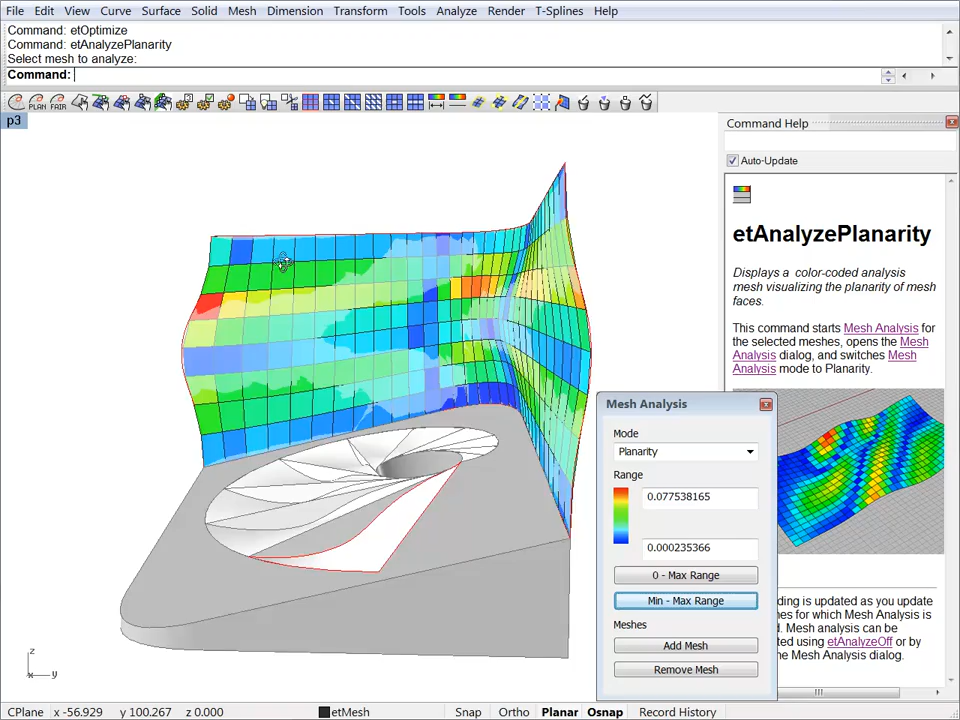 File Edit View Curve Surface Solid Mesh Dimension Transform Tools Analyze Render T-Splines Help
Command: etOptimize
Command: etAnalyzePlanarity
Select mesh to analyze:
Command:
PLAN FAIR
p3
Command Help
Auto-Update
etAnalyzePlanarity
Displays a color-coded analysis
mesh visualizing the planarity of mesh
faces.
This command starts Mesh Analysis for
the selected meshes, opens the Mesh
Analysis dialog, and switches Mesh
Analysis mode to Planarity.
Mesh Analysis
Mode
Planarity
Range
0.077538165
0.000235366
0 - Max Range
Min - Max Range
Meshes
Add Mesh
Remove Mesh
ding is updated as you update
hes for which Mesh Analysis is
d. Mesh analysis can be
ted using etAnalyzeOff or by
he Mesh Analysis dialog.
z
x y
CPlane x -56.929 y 100.267 z 0.000 etMesh Snap Ortho Planar Osnap Record History